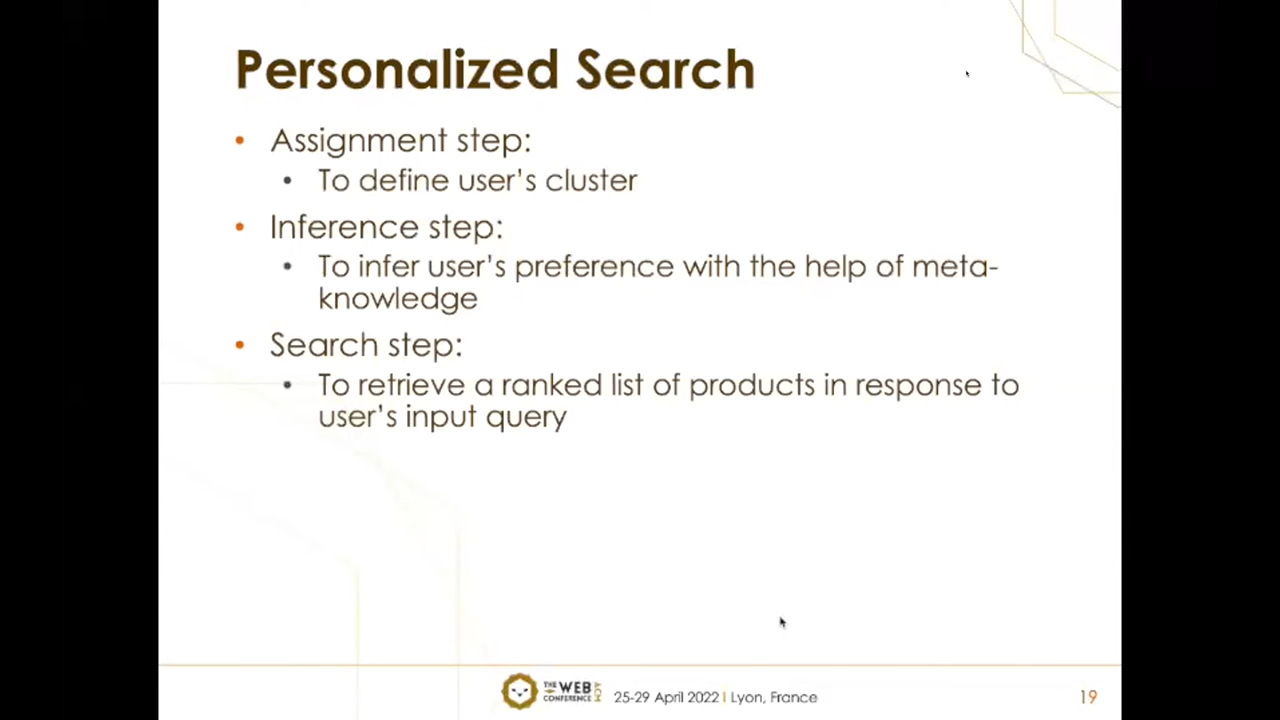 Personalized Search
• Assignment step:
• To define user's cluster
• Inference step:
• To infer user's preference with the help of meta-
knowledge
• Search step:
• To retrieve a ranked list of products in response to
user's input query
THE WEB CONFERENCE ACM
25-29 April 2022 | Lyon, France
19